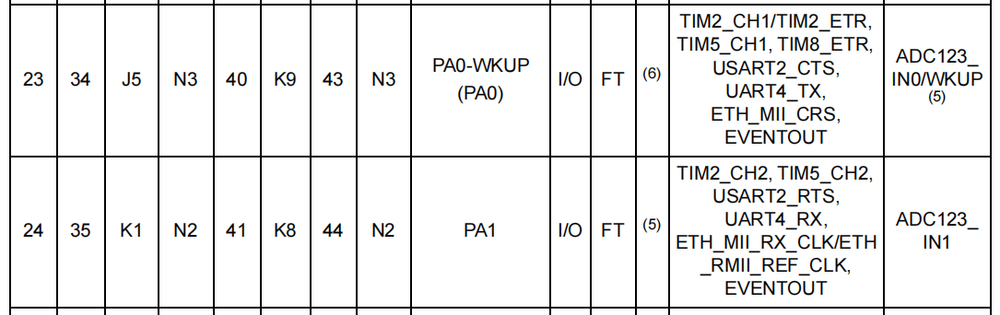 23 34 J5 N3 40 K9 43 N3 PA0-WKUP (PA0) I/O FT (6) TIM2_CH1/TIM2_ETR,
TIM5_CH1, TIM8_ETR,
USART2_CTS,
UART4_TX,
ETH_MII_CRS,
EVENTOUT
ADC123_
IN0/WKUP
(5)
24 35 K1 N2 41 K8 44 N2 PA1 I/O FT (5) TIM2_CH2, TIM5_CH2,
USART2_RTS,
UART4_RX,
ETH_MII_RX_CLK/ETH
_RMII_REF_CLK,
EVENTOUT
ADC123_
IN1